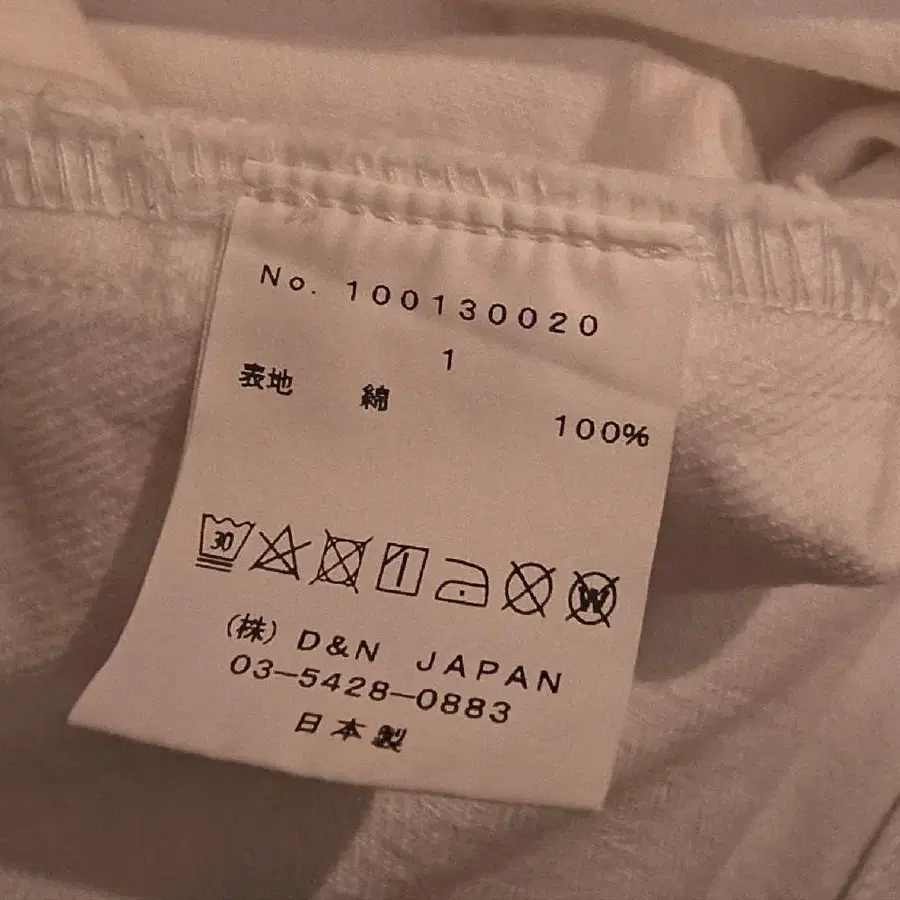 No. 100130020
1
表地 綿 100%
30 W
(株) D&N JAPAN
03-5428-0883
日本製